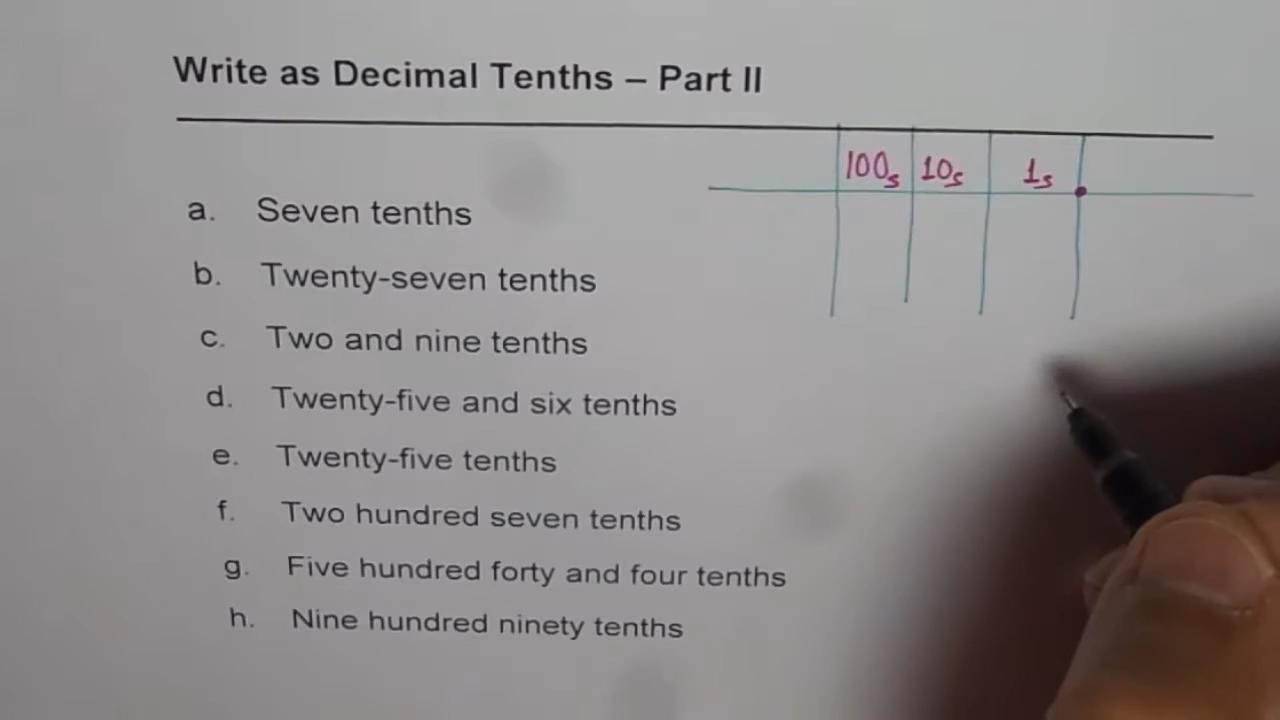 Write as Decimal Tenths – Part II
100s 10s 1s
a. Seven tenths
b. Twenty-seven tenths
c. Two and nine tenths
d. Twenty-five and six tenths
e. Twenty-five tenths
f. Two hundred seven tenths
g. Five hundred forty and four tenths
h. Nine hundred ninety tenths